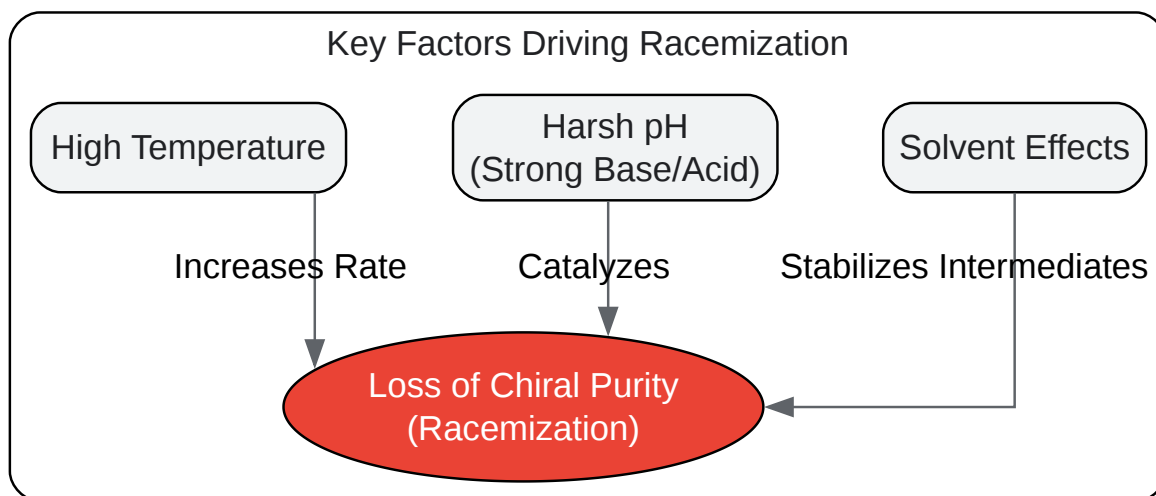 Key Factors Driving Racemization
High Temperature
Harsh pH
(Strong Base/Acid)
Solvent Effects
Increases Rate
Catalyzes
Stabilizes Intermediates
Loss of Chiral Purity
(Racemization)